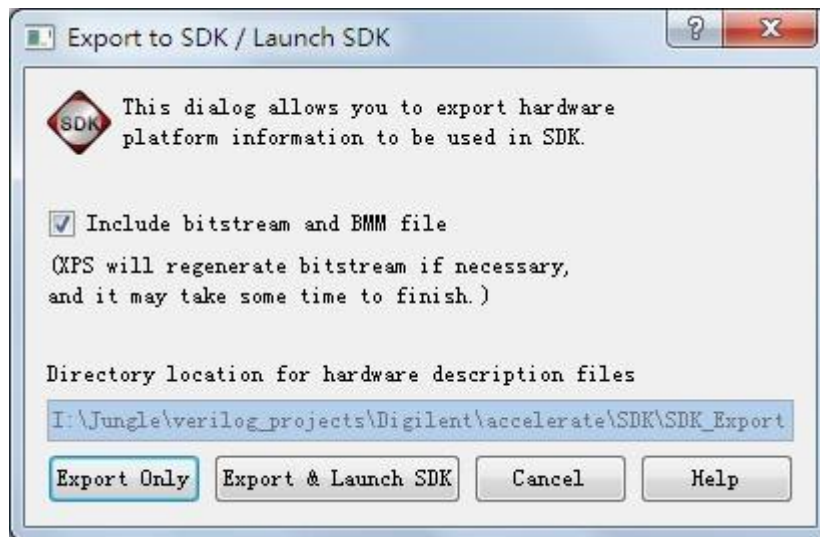 Export to SDK / Launch SDK
SDK
This dialog allows you to export hardware
platform information to be used in SDK.
Include bitstream and BMM file
(XPS will regenerate bitstream if necessary,
and it may take some time to finish.)
Directory location for hardware description files
I:\Jungle\verilog_projects\Digilent\accelerate\SDK\SDK_Export
Export Only
Export & Launch SDK
Cancel
Help